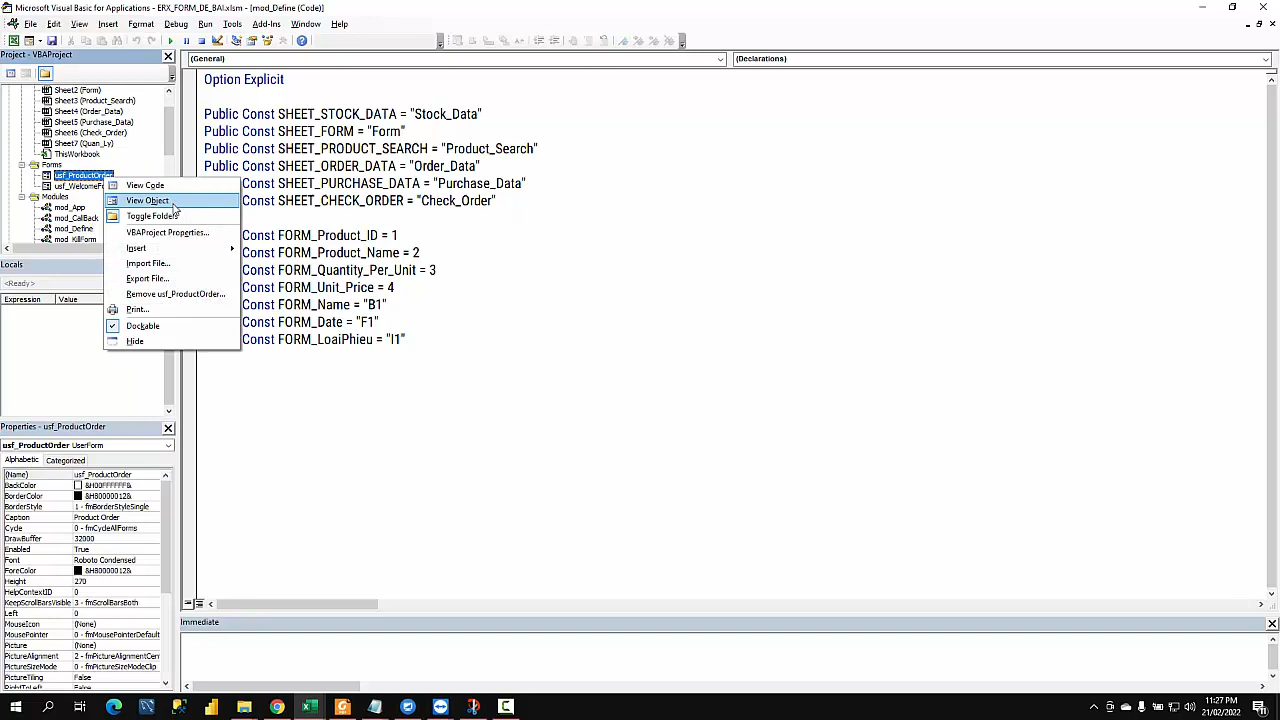 Microsoft Visual Basic for Applications - ERX_FORM_DE_BAI.xlsm - [mod_Define (Code)]
File Edit View Insert Format Debug Run Tools Add-Ins Window Help
Project - VBAProject
Sheet2 (Form)
Sheet3 (Product_Search)
Sheet4 (Order_Data)
Sheet5 (Purchase_Data)
Sheet6 (Check_Order)
Sheet7 (Quan_Ly)
ThisWorkbook
Forms
usf_ProductOrder
usf_WelcomeF
Modules
mod_App
mod_CallBack
mod_Define
mod_KillForm
View Code
View Object
Toggle Folders
VBAProject Properties...
Insert
Import File...
Export File...
Remove usf_ProductOrder...
Print...
Dockable
Hide
Locals
<Ready>
Expression Value
Properties - usf_ProductOrder
usf_ProductOrder UserForm
Alphabetic Categorized
(Name) usf_ProductOrder
BackColor &H00FFFFFF&
BorderColor &H80000012&
BorderStyle 1 - fmBorderStyleSingle
Caption Product Order
Cycle 0 - fmCycleAllForms
DrawBuffer 32000
Enabled True
Font Roboto Condensed
ForeColor &H80000012&
Height 270
HelpContextID 0
KeepScrollBarsVisible 3 - fmScrollBarsBoth
Left 0
MouseIcon (None)
MousePointer 0 - fmMousePointerDefault
Picture (None)
PictureAlignment 2 - fmPictureAlignmentCen
PictureSizeMode 0 - fmPictureSizeModeClip
PictureTiling False
RightToLeft False
(General) (Declarations)
Option Explicit
Public Const SHEET_STOCK_DATA = "Stock_Data"
Public Const SHEET_FORM = "Form"
Public Const SHEET_PRODUCT_SEARCH = "Product_Search"
Public Const SHEET_ORDER_DATA = "Order_Data"
Const SHEET_PURCHASE_DATA = "Purchase_Data"
Const SHEET_CHECK_ORDER = "Check_Order"
Const FORM_Product_ID = 1
Const FORM_Product_Name = 2
Const FORM_Quantity_Per_Unit = 3
Const FORM_Unit_Price = 4
Const FORM_Name = "B1"
Const FORM_Date = "F1"
Const FORM_LoaiPhieu = "I1"
Immediate
11:27 PM
21/02/2022